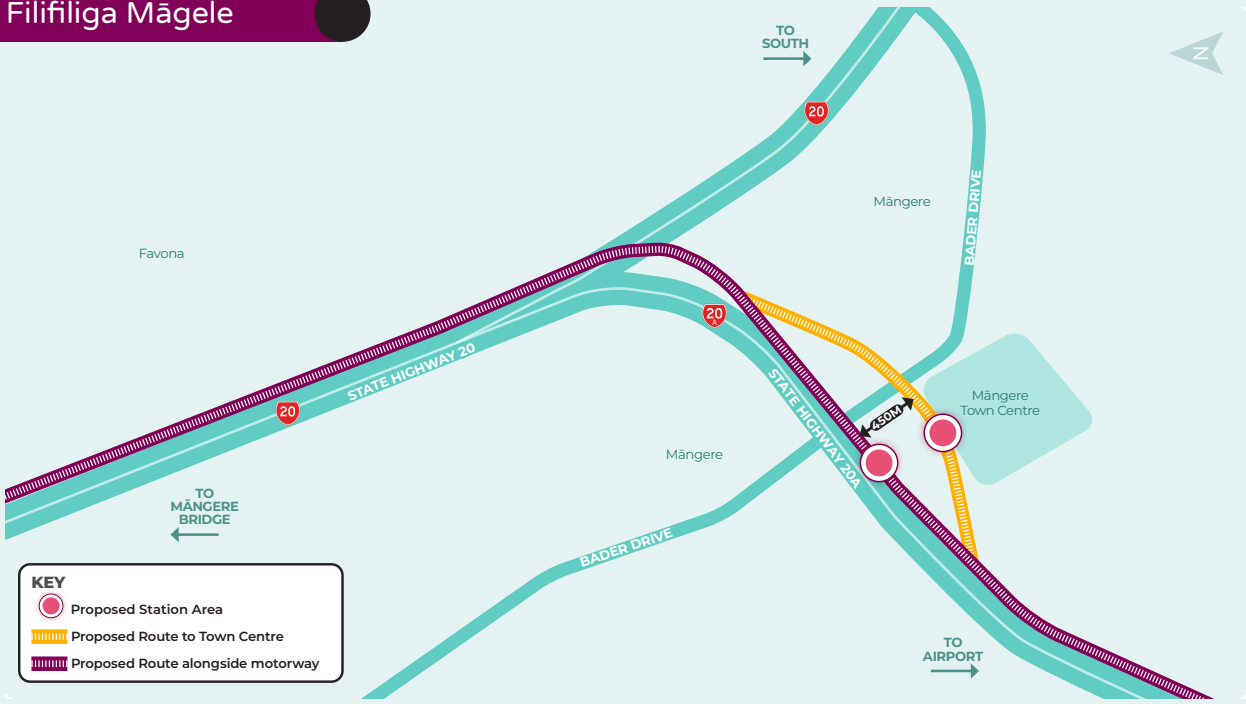 Filifiliga Māgele
TO
SOUTH
N
20
Māngere
BADER DRIVE
Favona
20
A
STATE HIGHWAY 20
20
STATE HIGHWAY 20A
450M
Māngere
Town Centre
Māngere
TO
MĀNGERE
BRIDGE
BADER DRIVE
KEY
Proposed Station Area
Proposed Route to Town Centre
Proposed Route alongside motorway
TO
AIRPORT